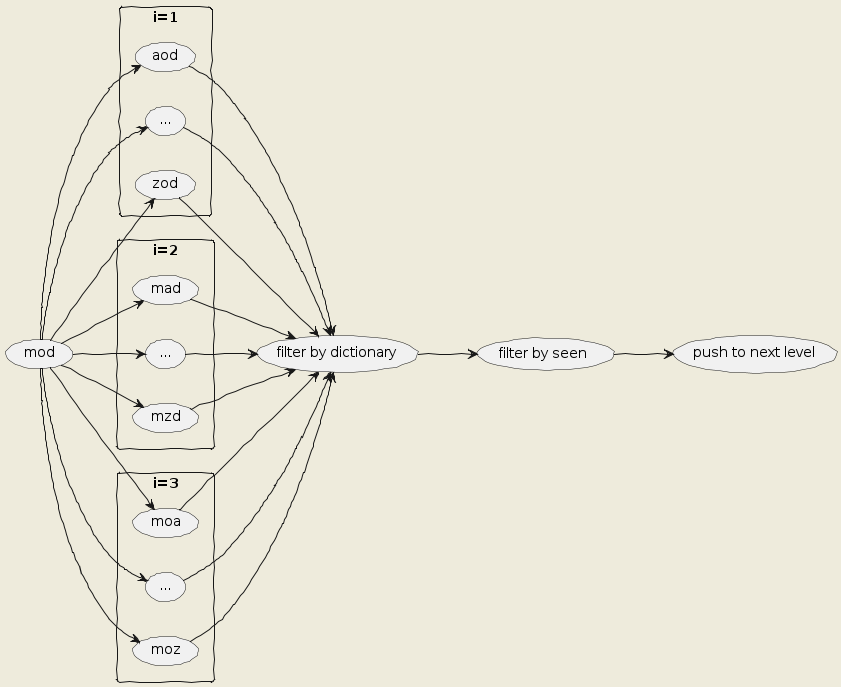 i=1
aod
...
zod
i=2
mad
mod
...
filter by dictionary
filter by seen
push to next level
mzd
i=3
moa
...
moz